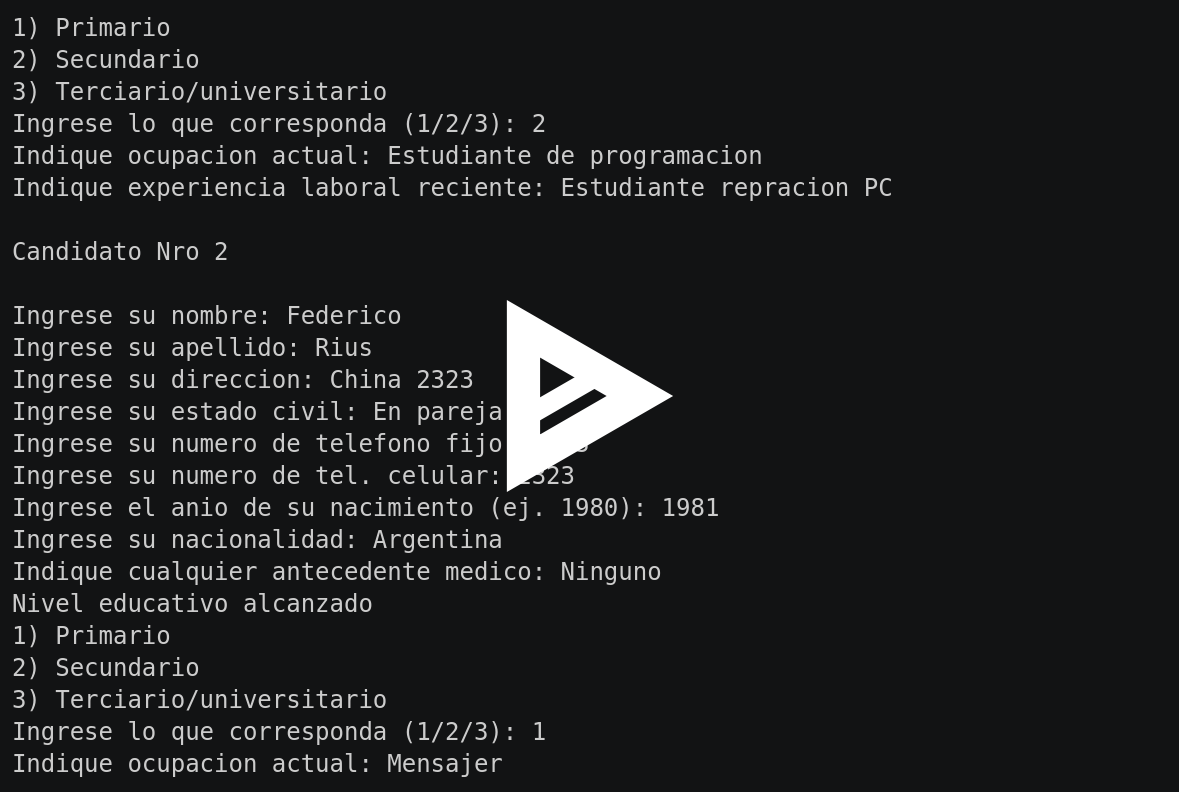 1) Primario
2) Secundario
3) Terciario/universitario
Ingrese lo que corresponda (1/2/3): 2
Indique ocupacion actual: Estudiante de programacion
Indique experiencia laboral reciente: Estudiante repracion PC
Candidato Nro 2
Ingrese su nombre: Federico
Ingrese su apellido: Rius
Ingrese su direccion: China 2323
Ingrese su estado civil: En pareja
Ingrese su numero de telefono fijo
Ingrese su numero de tel. celular:
Ingrese el anio de su nacimiento (ej. 1980): 1981
Ingrese su nacionalidad: Argentina
Indique cualquier antecedente medico: Ninguno
Nivel educativo alcanzado
1) Primario
2) Secundario
3) Terciario/universitario
Ingrese lo que corresponda (1/2/3): 1
Indique ocupacion actual: Mensajer